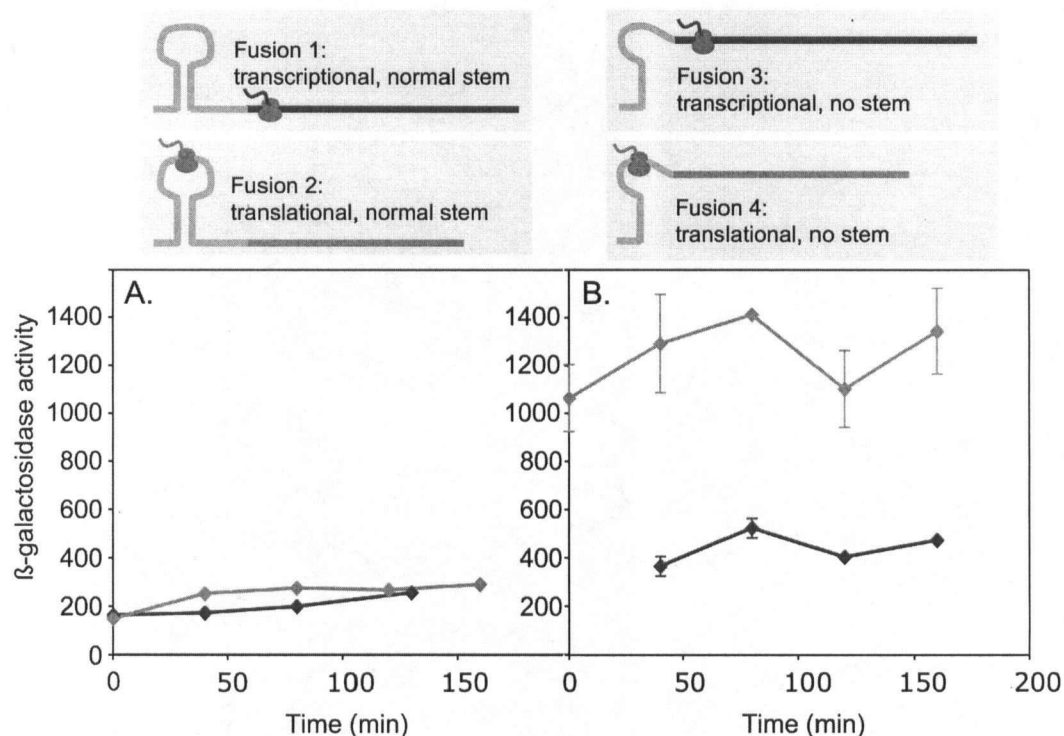 Fusion 1:
transcriptional, normal stem
Fusion 2:
translational, normal stem
Fusion 3:
transcriptional, no stem
Fusion 4:
translational, no stem
A.
ß-galactosidase activity
1400
1200
1000
800
600
400
200
0
0
50
100
150
Time (min)
B.
1400
1200
1000
800
600
400
200
0
50
100
150
200
Time (min)